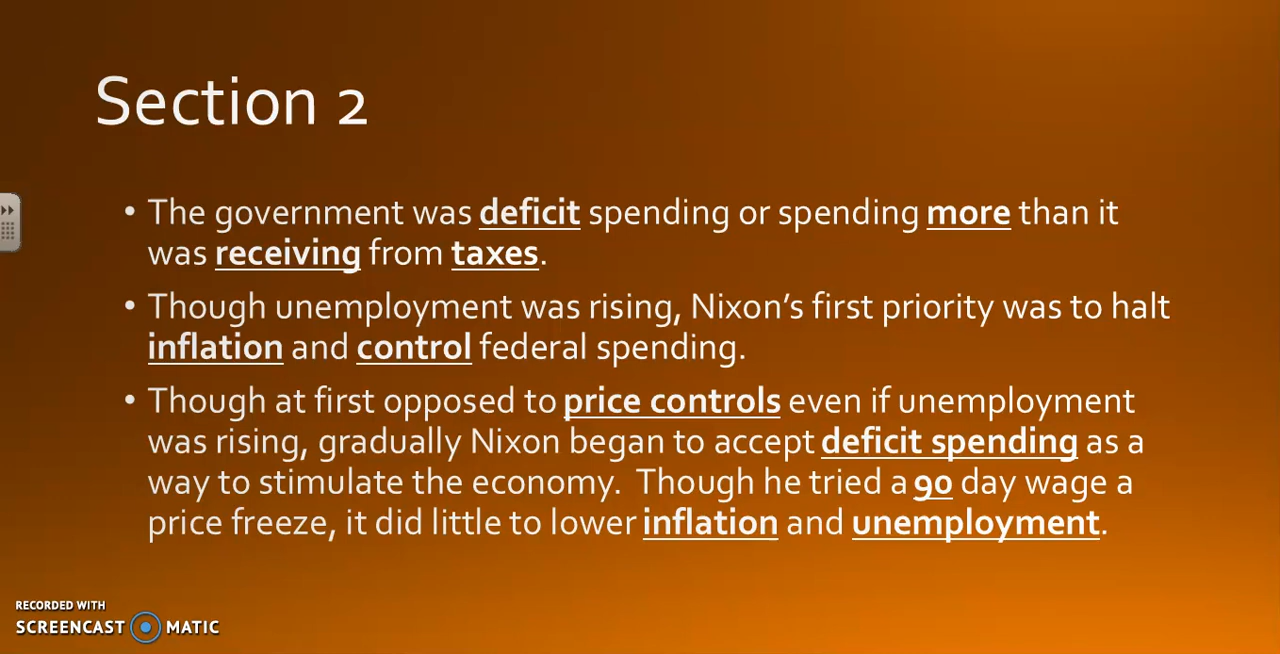 Section 2
• The government was deficit spending or spending more than it
was receiving from taxes.
• Though unemployment was rising, Nixon’s first priority was to halt
inflation and control federal spending.
• Though at first opposed to price controls even if unemployment
was rising, gradually Nixon began to accept deficit spending as a
way to stimulate the economy.  Though he tried a 90 day wage a
price freeze, it did little to lower inflation and unemployment.
RECORDED WITH
SCREENCAST MATIC